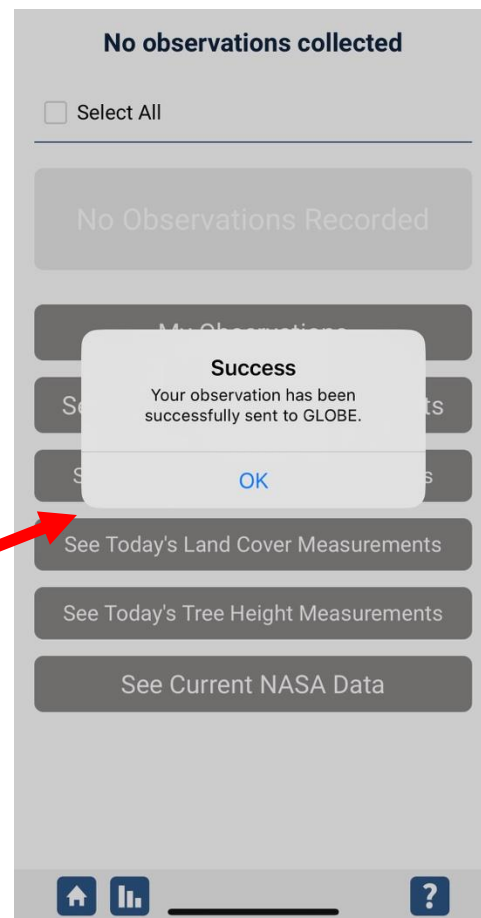 No observations collected
Select All
No Observations Recorded
Success
Your observation has been
successfully sent to GLOBE.
OK
See Today's Land Cover Measurements
See Today's Tree Height Measurements
See Current NASA Data
?